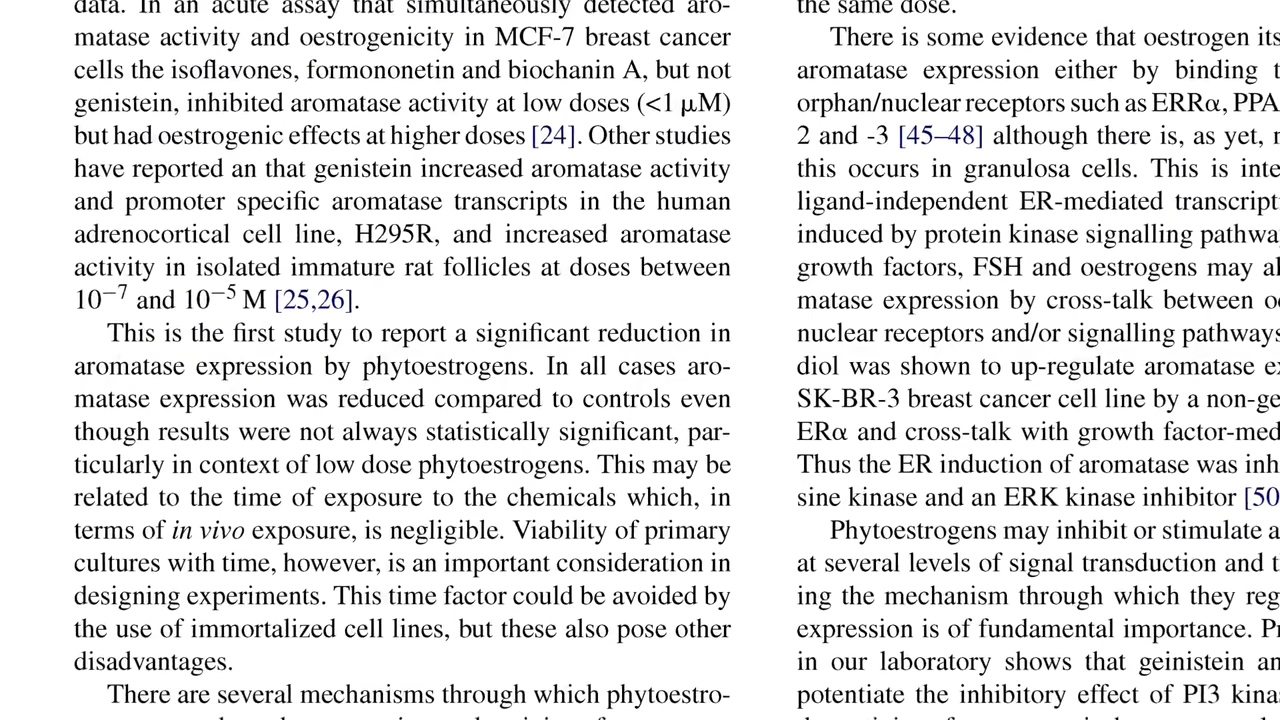 data. In an acute assay that simultaneously detected aro-
matase activity and oestrogenicity in MCF-7 breast cancer
cells the isoflavones, formononetin and biochanin A, but not
genistein, inhibited aromatase activity at low doses (<1 μM)
but had oestrogenic effects at higher doses [24]. Other studies
have reported an that genistein increased aromatase activity
and promoter specific aromatase transcripts in the human
adrenocortical cell line, H295R, and increased aromatase
activity in isolated immature rat follicles at doses between
10⁻⁷ and 10⁻⁵ M [25,26].
This is the first study to report a significant reduction in
aromatase expression by phytoestrogens. In all cases aro-
matase expression was reduced compared to controls even
though results were not always statistically significant, par-
ticularly in context of low dose phytoestrogens. This may be
related to the time of exposure to the chemicals which, in
terms of in vivo exposure, is negligible. Viability of primary
cultures with time, however, is an important consideration in
designing experiments. This time factor could be avoided by
the use of immortalized cell lines, but these also pose other
disadvantages.
There are several mechanisms through which phytoestro-
the same dose.
There is some evidence that oestrogen its
aromatase expression either by binding t
orphan/nuclear receptors such as ERRα, PPA
2 and -3 [45–48] although there is, as yet,
this occurs in granulosa cells. This is inte
ligand-independent ER-mediated transcript
induced by protein kinase signalling pathwa
growth factors, FSH and oestrogens may al
matase expression by cross-talk between
nuclear receptors and/or signalling pathways
diol was shown to up-regulate aromatase ex
SK-BR-3 breast cancer cell line by a non-ge
ERα and cross-talk with growth factor-med
Thus the ER induction of aromatase was inh
sine kinase and an ERK kinase inhibitor [50
Phytoestrogens may inhibit or stimulate a
at several levels of signal transduction and t
ing the mechanism through which they reg
expression is of fundamental importance. Pr
in our laboratory shows that geinistein an
potentiate the inhibitory effect of PI3 kina